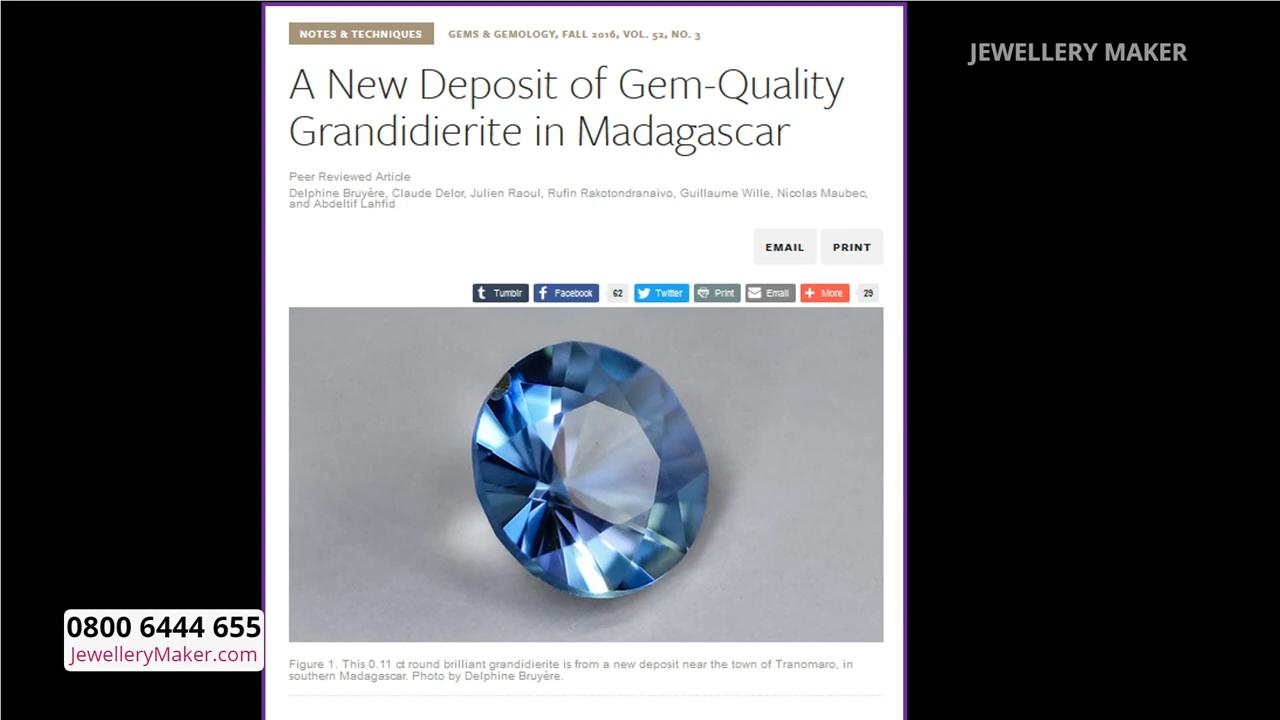 NOTES & TECHNIQUES
GEMS & GEMOLOGY, FALL 2016, VOL. 52, NO. 3
JEWELLERY MAKER
A New Deposit of Gem-Quality
Grandidierite in Madagascar
Peer Reviewed Article
Delphine Bruyère, Claude Delor, Julien Raoul, Rufin Rakotondranaivo, Guillaume Wille, Nicolas Maubec,
and Abdeltif Lahfid
EMAIL
PRINT
Tumblr
Facebook
62
Twitter
Print
Email
More
29
0800 6444 655
JewelleryMaker.com
Figure 1. This 0.11 ct round brilliant grandidierite is from a new deposit near the town of Tranomaro, in
southern Madagascar. Photo by Delphine Bruyère.